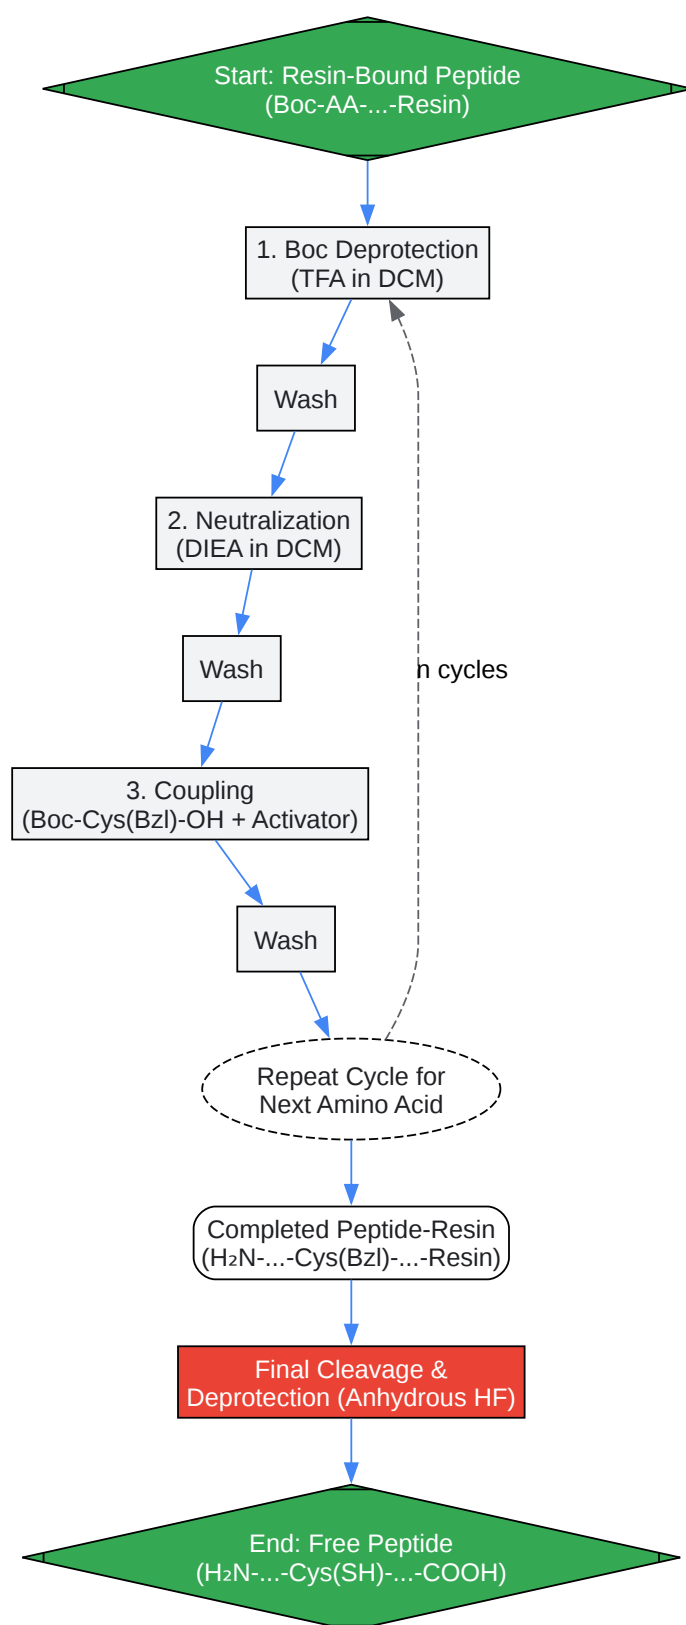 Start: Resin-Bound Peptide
(Boc-AA-...-Resin)
1. Boc Deprotection
(TFA in DCM)
Wash
2. Neutralization
(DIEA in DCM)
Wash
n cycles
3. Coupling
(Boc-Cys(Bzl)-OH + Activator)
Wash
Repeat Cycle for
Next Amino Acid
Completed Peptide-Resin
(H₂N-...-Cys(Bzl)-...-Resin)
Final Cleavage &
Deprotection (Anhydrous HF)
End: Free Peptide
(H₂N-...-Cys(SH)-...-COOH)